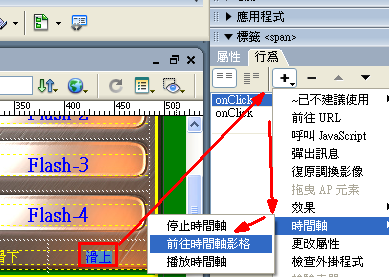 應用程式
標籤 <span>
屬性 行為
onClick
onClick
~已不建議使用
前往 URL
呼叫 JavaScript
彈出訊息
復原調換影像
拖曳 AP 元素
效果
時間軸
更改屬性
檢查外掛程式
停止時間軸
前往時間軸影格
播放時間軸
350 400 450 500
Flash-2
Flash-3
Flash-4
滑下
滑上